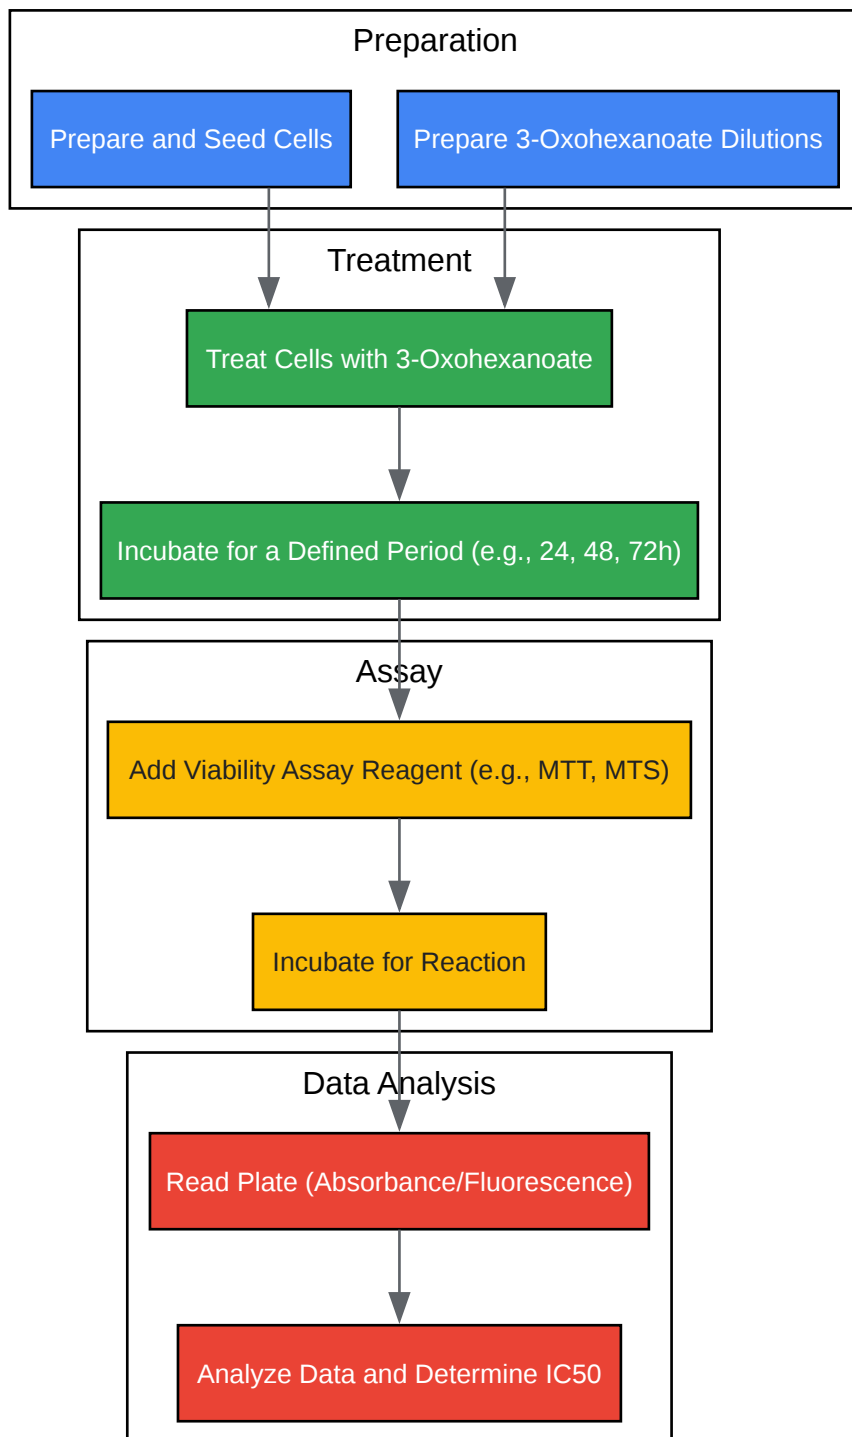 Preparation
Prepare and Seed Cells
Prepare 3-Oxohexanoate Dilutions
Treatment
Treat Cells with 3-Oxohexanoate
Incubate for a Defined Period (e.g., 24, 48, 72h)
Assay
Add Viability Assay Reagent (e.g., MTT, MTS)
Incubate for Reaction
Data Analysis
Read Plate (Absorbance/Fluorescence)
Analyze Data and Determine IC50